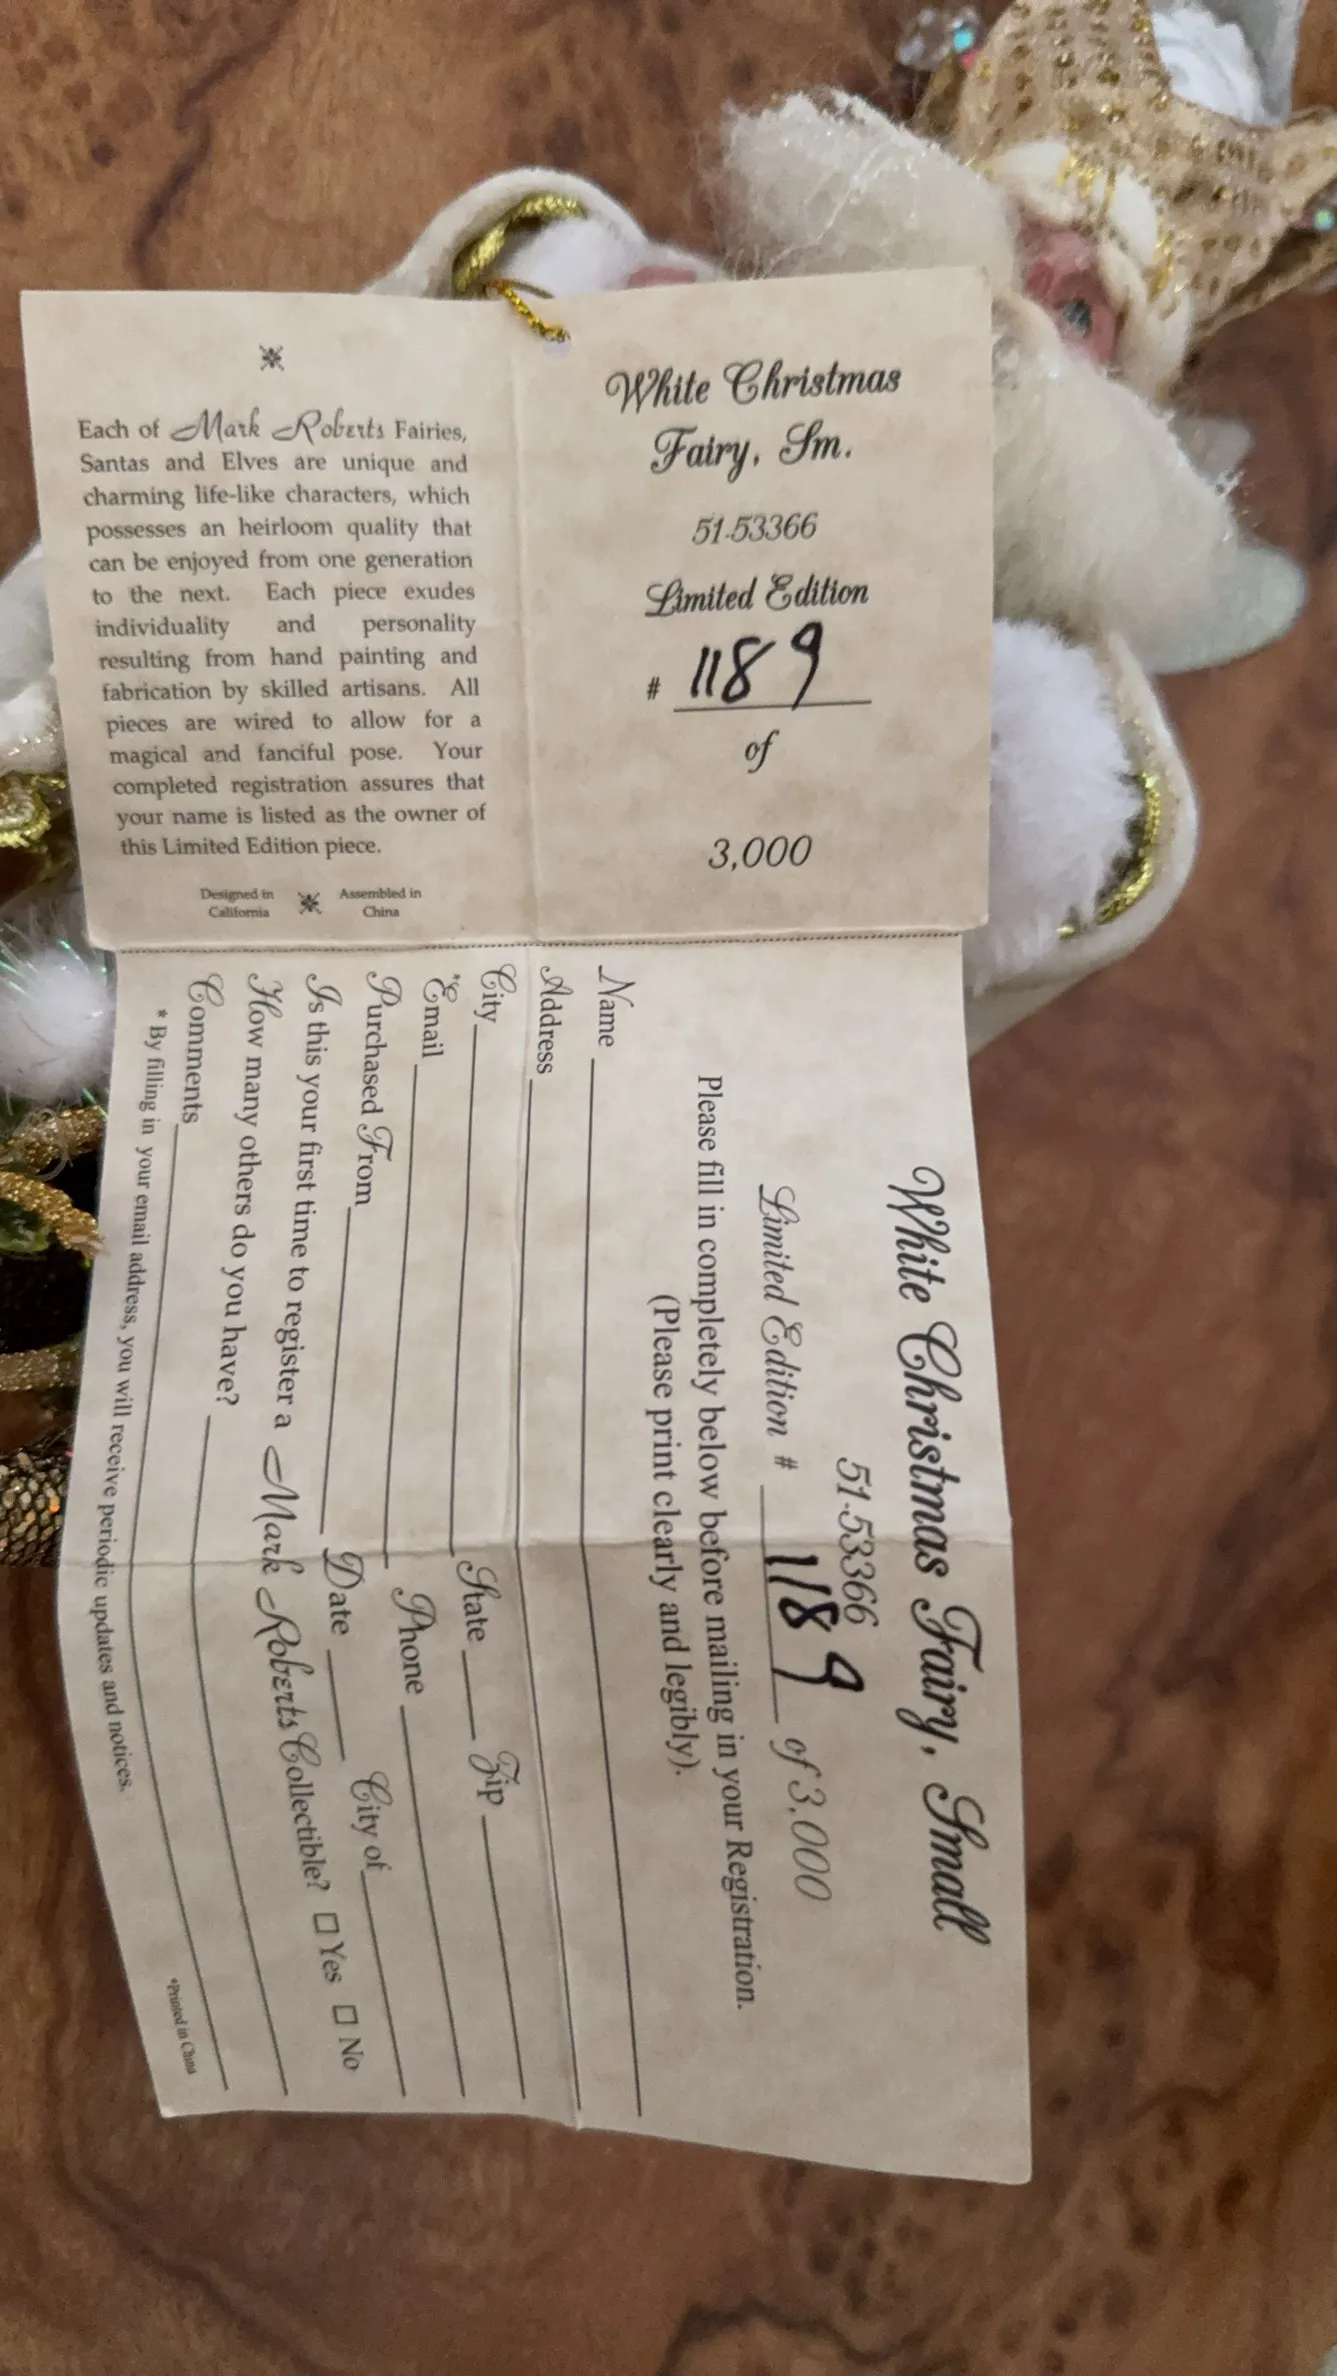 Each of Mark Roberts Fairies,
Santas and Elves are unique and
charming life-like characters, which
possesses an heirloom quality that
can be enjoyed from one generation
to the next. Each piece exudes
individuality and personality
resulting from hand painting and
fabrication by skilled artisans. All
pieces are wired to allow for a
magical and fanciful pose. Your
completed registration assures that
your name is listed as the owner of
this Limited Edition piece.
Designed in
California
Assembled in
China
White Christmas
Fairy, Sm.
51-53366
Limited Edition
# 1189
of
3,000
White Christmas Fairy, Small
51-53366
Limited Edition # 1189 of 3,000
Please fill in completely below before mailing in your Registration.
(Please print clearly and legibly).
Name
Address
City State Zip
*Email Phone
Purchased From Date City of
Is this your first time to register a Mark Roberts Collectible? □ Yes □ No
How many others do you have?
Comments
* By filling in your email address, you will receive periodic updates and notices.
*Printed in China